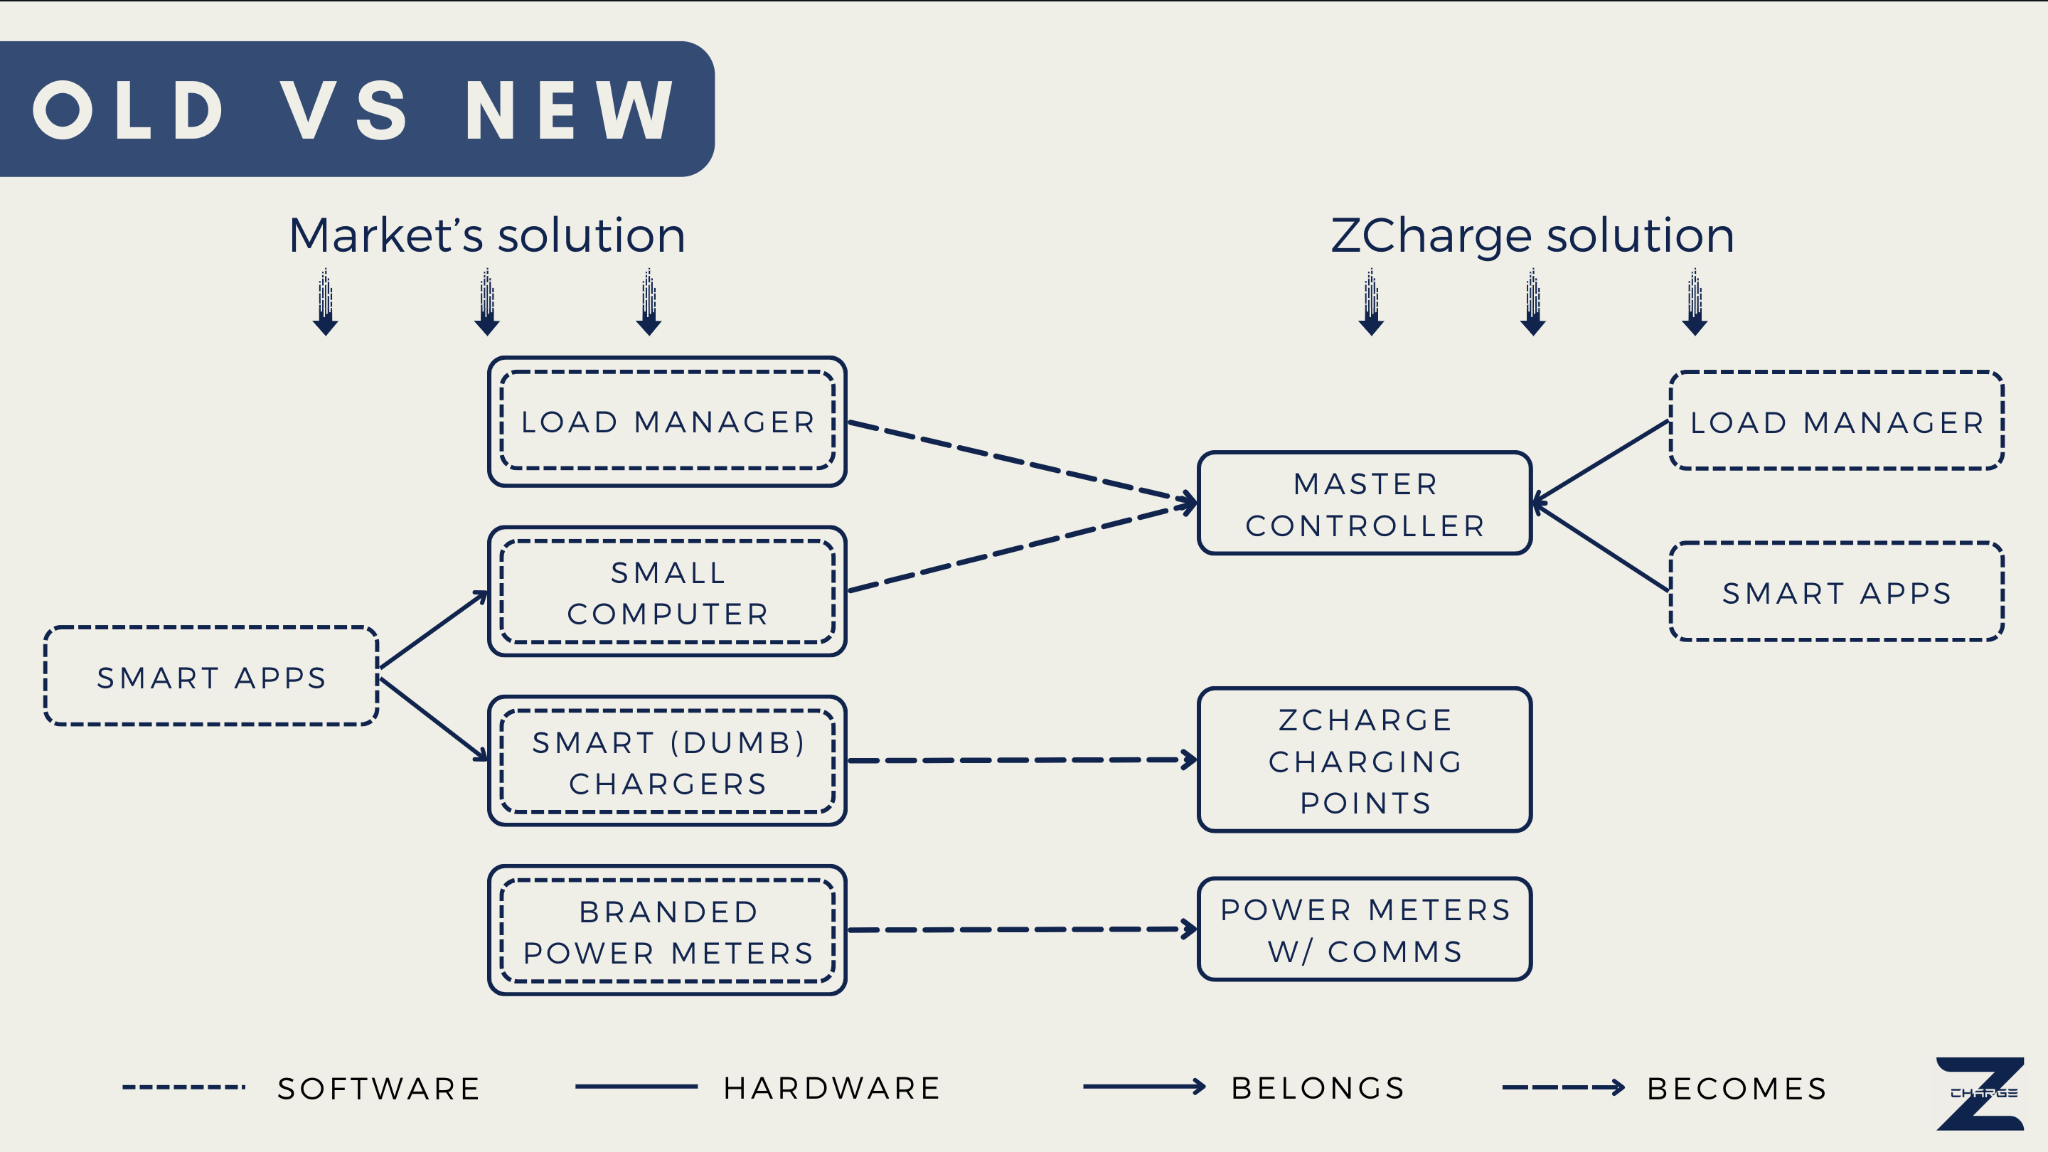 OLD VS NEW
Market's solution
ZCharge solution
LOAD MANAGER
SMALL
COMPUTER
SMART APPS
SMART (DUMB)
CHARGERS
BRANDED
POWER METERS
MASTER
CONTROLLER
ZCHARGE
CHARGING
POINTS
POWER METERS
W/ COMMS
LOAD MANAGER
SMART APPS
SOFTWARE
HARDWARE
BELONGS
BECOMES
Z
CHARGE